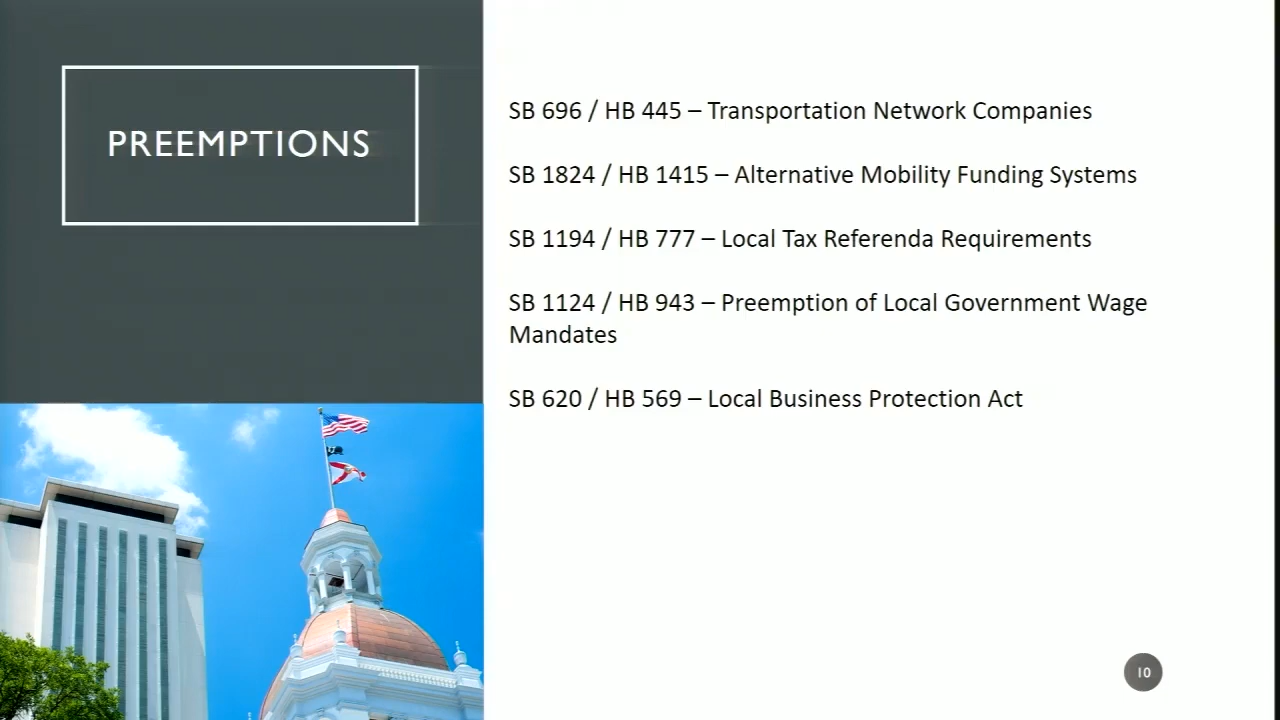 PREEMPTIONS
SB 696 / HB 445 – Transportation Network Companies
SB 1824 / HB 1415 – Alternative Mobility Funding Systems
SB 1194 / HB 777 – Local Tax Referenda Requirements
SB 1124 / HB 943 – Preemption of Local Government Wage
Mandates
SB 620 / HB 569 – Local Business Protection Act
10